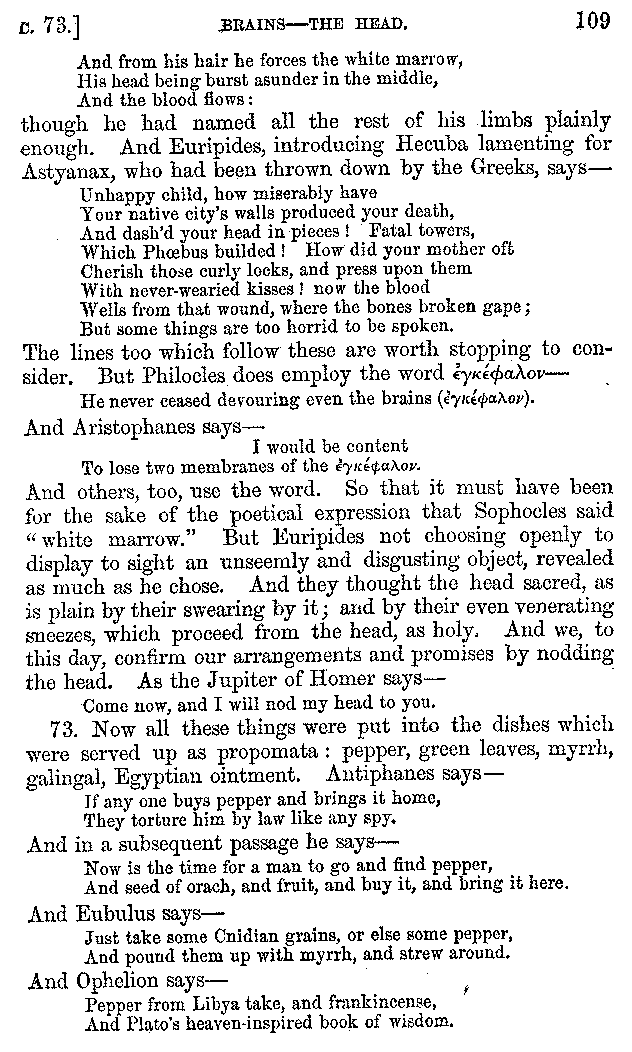 C. 73.] BRAINS—THE HEAD. 109
And from his hair he forces the white marrow,
His head being burst asunder in the middle,
And the blood flows:
though he had named all the rest of his limbs plainly
enough. And Euripides, introducing Hecuba lamenting for
Astyanax, who had been thrown down by the Greeks, says—
Unhappy child, how miserably have
Your native city's walls produced your death,
And dash'd your head in pieces! Fatal towers,
Which Phœbus builded! How did your mother oft
Cherish those curly locks, and press upon them
With never-wearied kisses! now the blood
Wells from that wound, where the bones broken gape;
But some things are too horrid to be spoken.
The lines too which follow these are worth stopping to con-
sider. But Philocles does employ the word ἐγκέφαλον—
He never ceased devouring even the brains (ἐγκέφαλον).
And Aristophanes says—
I would be content
To lose two membranes of the ἐγκέφαλον.
And others, too, use the word. So that it must have been
for the sake of the poetical expression that Sophocles said
"white marrow." But Euripides not choosing openly to
display to sight an unseemly and disgusting object, revealed
as much as he chose. And they thought the head sacred, as
is plain by their swearing by it; and by their even venerating
sneezes, which proceed from the head, as holy. And we, to
this day, confirm our arrangements and promises by nodding
the head. As the Jupiter of Homer says—
Come now, and I will nod my head to you.
73. Now all these things were put into the dishes which
were served up as propomata: pepper, green leaves, myrrh,
galingal, Egyptian ointment. Antiphanes says—
If any one buys pepper and brings it home,
They torture him by law like any spy.
And in a subsequent passage he says—
Now is the time for a man to go and find pepper,
And seed of orach, and fruit, and buy it, and bring it here.
And Eubulus says—
Just take some Cnidian grains, or else some pepper,
And pound them up with myrrh, and strew around.
And Ophelion says—
Pepper from Libya take, and frankincense,
And Plato's heaven-inspired book of wisdom.